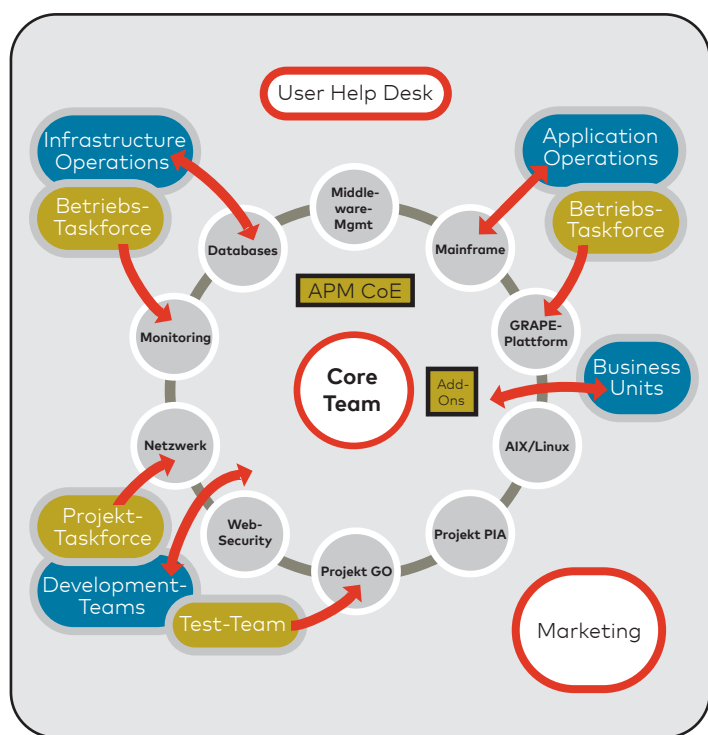 User Help Desk
Infrastructure
Operations
Betriebs-
Taskforce
Application
Operations
Betriebs-
Taskforce
Middle-
ware-
Mgmt
Databases
Mainframe
APM CoE
Monitoring
GRAPE-
Plattform
Core
Team
Add-
Ons
Business
Units
Netzwerk
AIX/Linux
Projekt-
Taskforce
Web-
Security
Projekt PIA
Development-
Teams
Projekt GO
Test-Team
Marketing